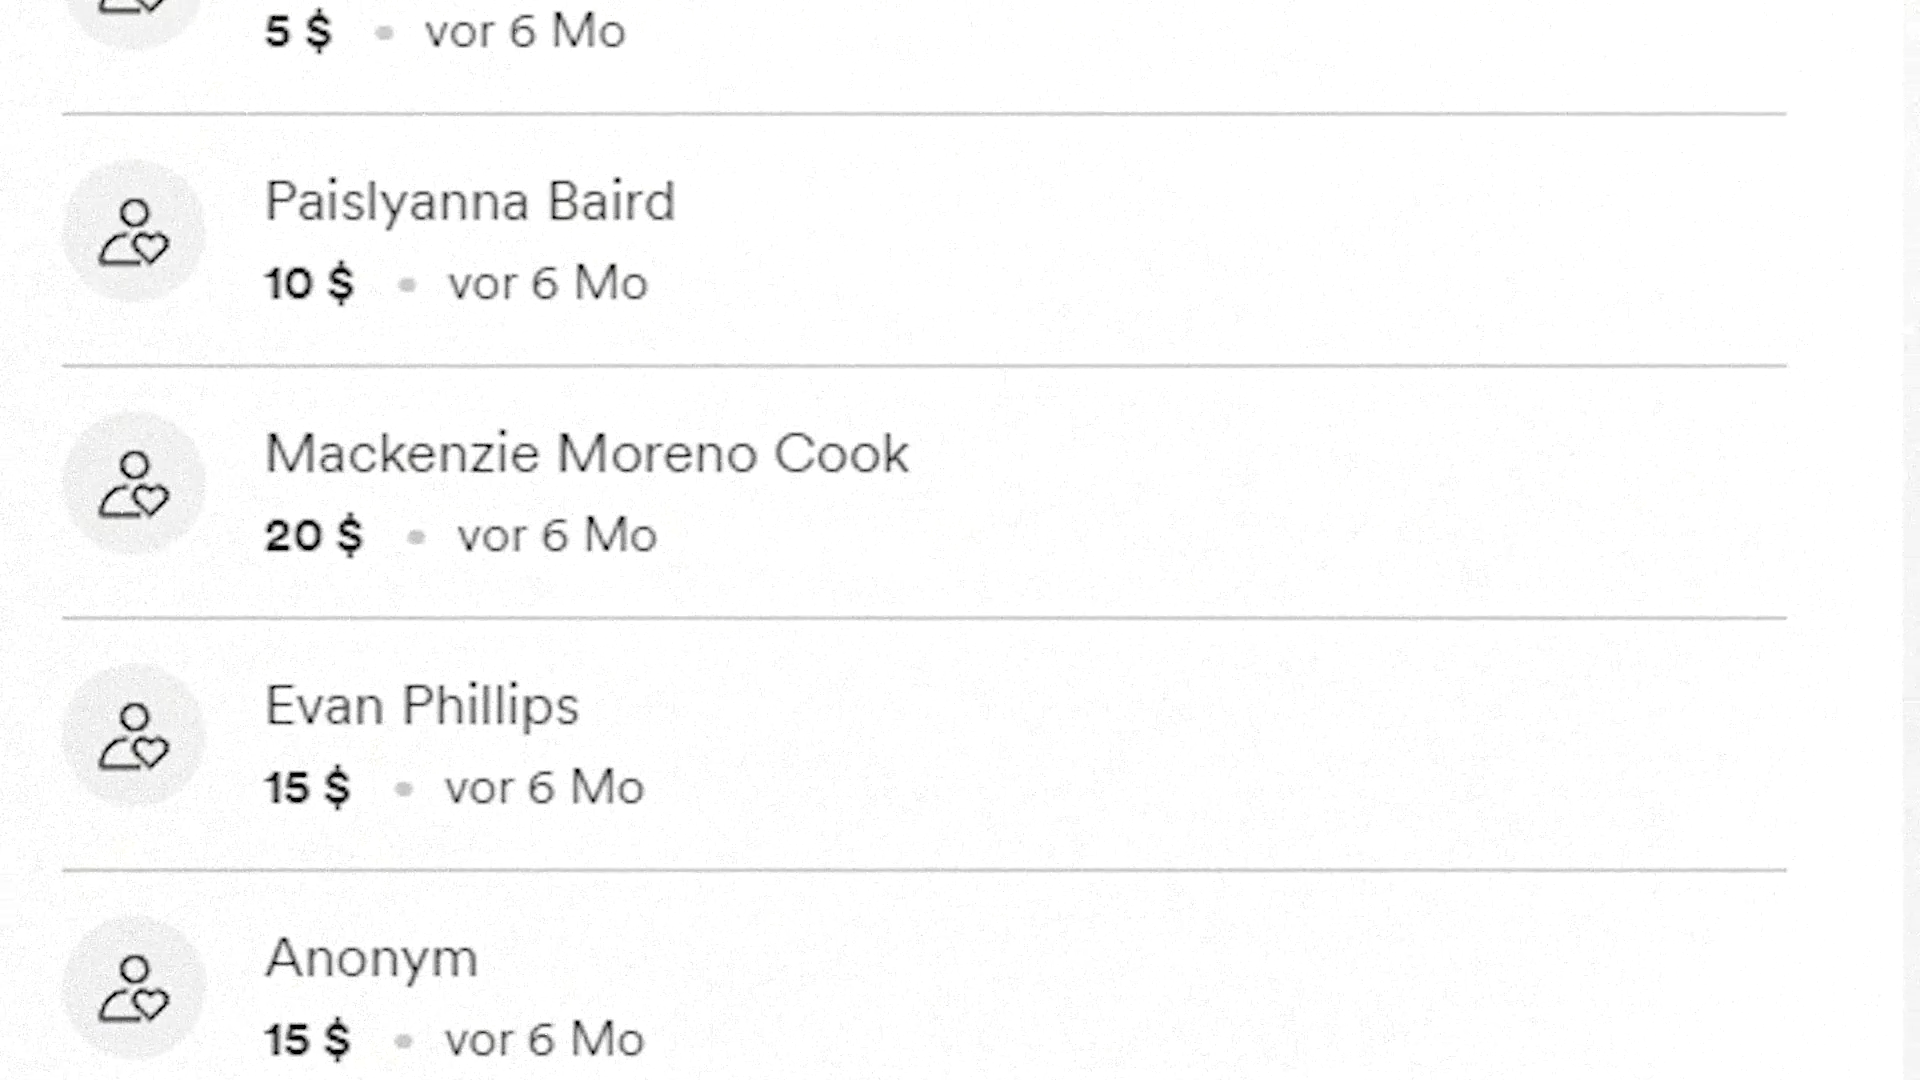 5 $ • vor 6 Mo
Paislyanna Baird
10 $ • vor 6 Mo
Mackenzie Moreno Cook
20 $ • vor 6 Mo
Evan Phillips
15 $ • vor 6 Mo
Anonym
15 $ • vor 6 Mo